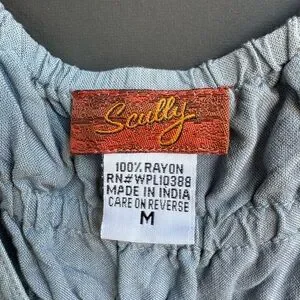 Scully
100% RAYON
RN#WPL10388
MADE IN INDIA
CARE ON REVERSE
M